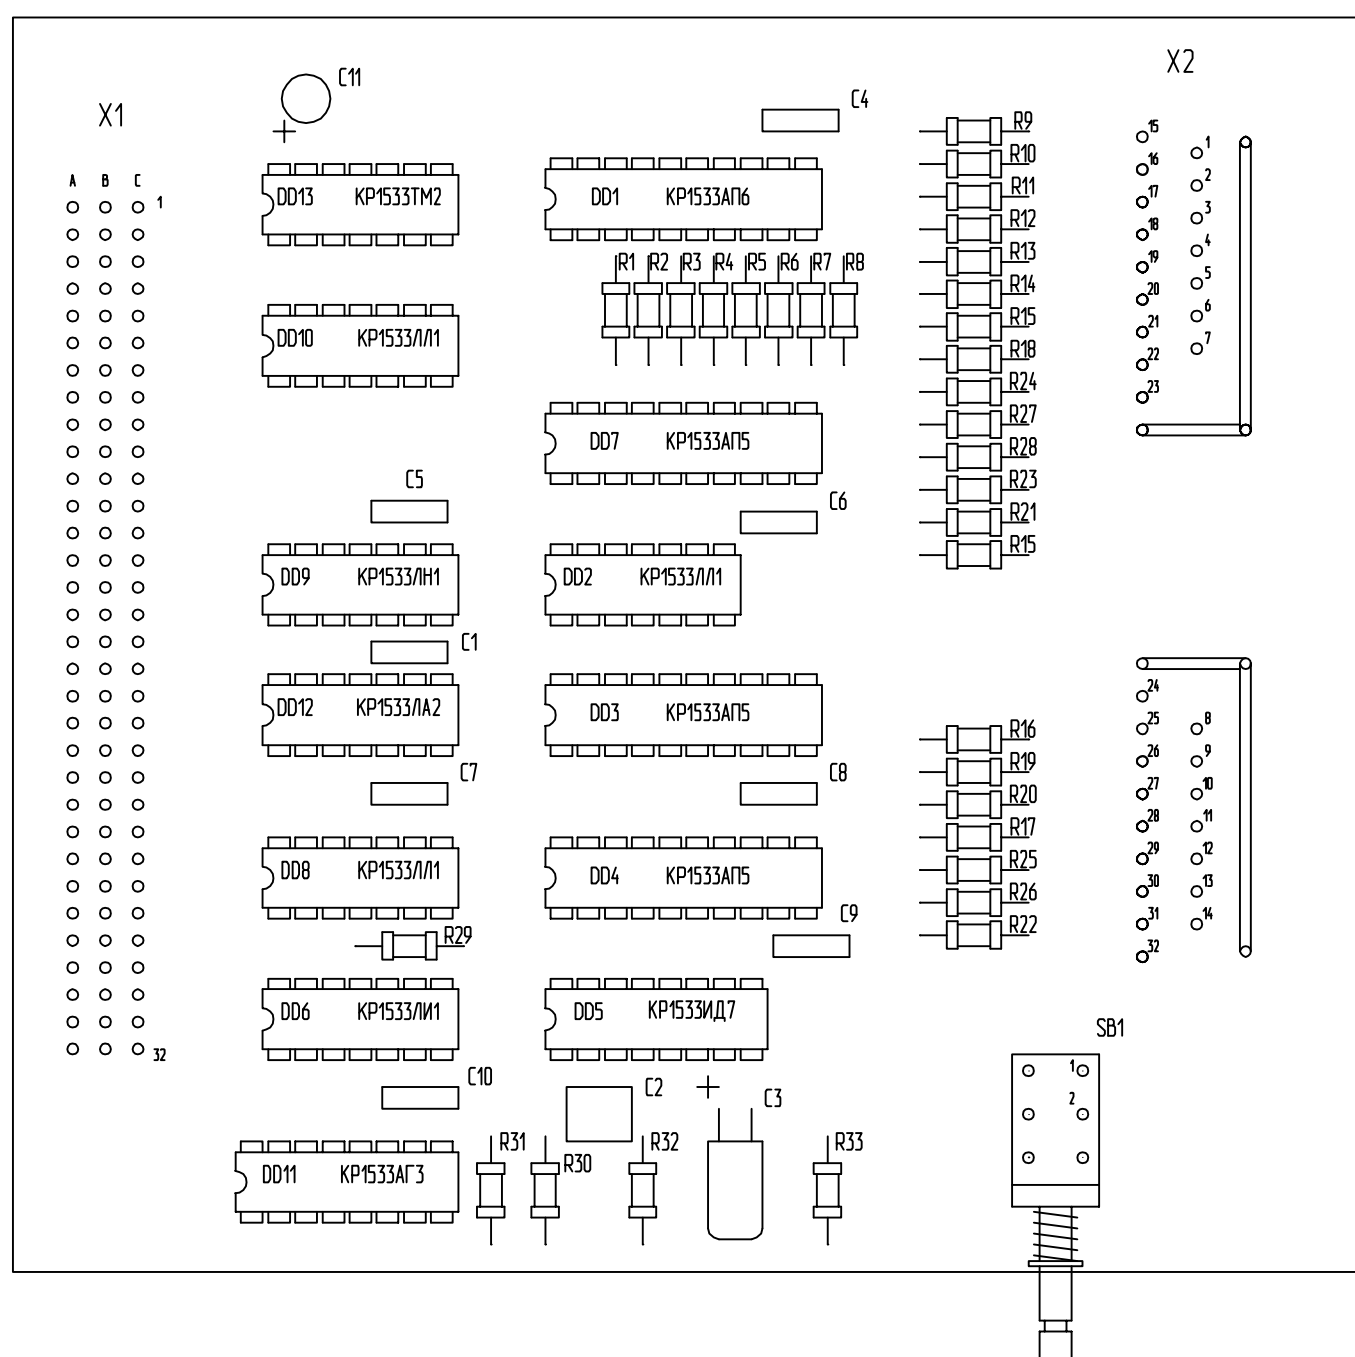 X2
C11
C4
X1
R9
15
1
R10
16
2
A B C
1
DD13 КР1533ТМ2
DD1 КР1533АП6
R11
17
3
R12
18
4
R1 R2 R3 R4 R5 R6 R7 R8
R13
19
5
R14
20
6
R15
21
7
DD10 КР1533ЛЛ1
R18
22
R24
23
R27
DD7 КР1533АП5
R28
C5
R23
C6
R21
R15
DD9 КР1533ЛН1
DD2 КР1533ЛЛ1
C1
24
DD12 КР1533ЛА2
DD3 КР1533АП5
R16
25
8
C7
C8
R19
26
9
R20
27
10
R17
28
11
DD8 КР1533ЛЛ1
DD4 КР1533АП5
R25
29
12
R26
30
13
C9
R22
31
14
R29
32
DD6 КР1533ЛИ1
DD5 КР1533ИД7
SB1
32
1
C10
C2
C3
2
R31
R30
R32
R33
DD11 КР1533АГ3